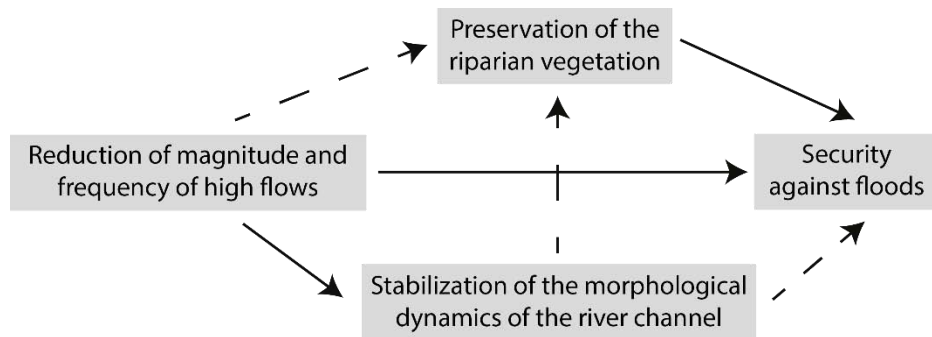 Preservation of the
riparian vegetation
Reduction of magnitude and
frequency of high flows
Security
against floods
Stabilization of the morphological
dynamics of the river channel